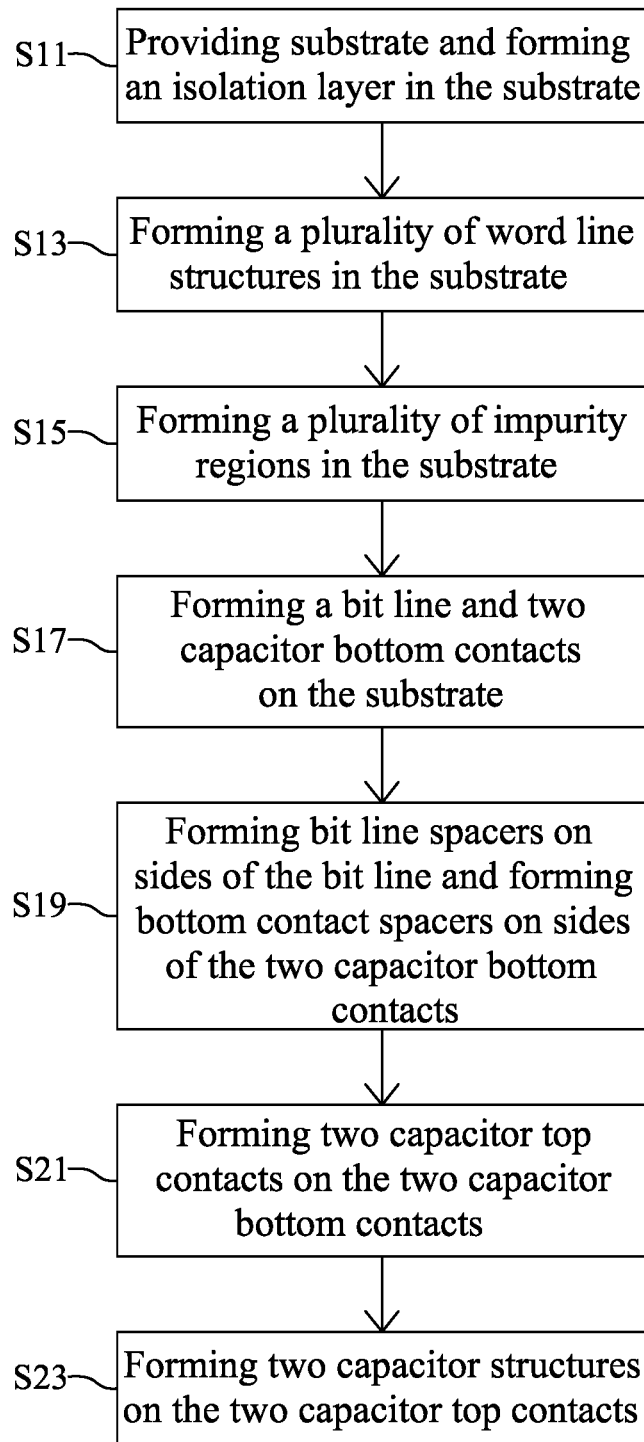 S11
Providing substrate and forming
an isolation layer in the substrate
S13
Forming a plurality of word line
structures in the substrate
S15
Forming a plurality of impurity
regions in the substrate
S17
Forming a bit line and two
capacitor bottom contacts
on the substrate
S19
Forming bit line spacers on
sides of the bit line and forming
bottom contact spacers on sides
of the two capacitor bottom
contacts
S21
Forming two capacitor top
contacts on the two capacitor
bottom contacts
S23
Forming two capacitor structures
on the two capacitor top contacts